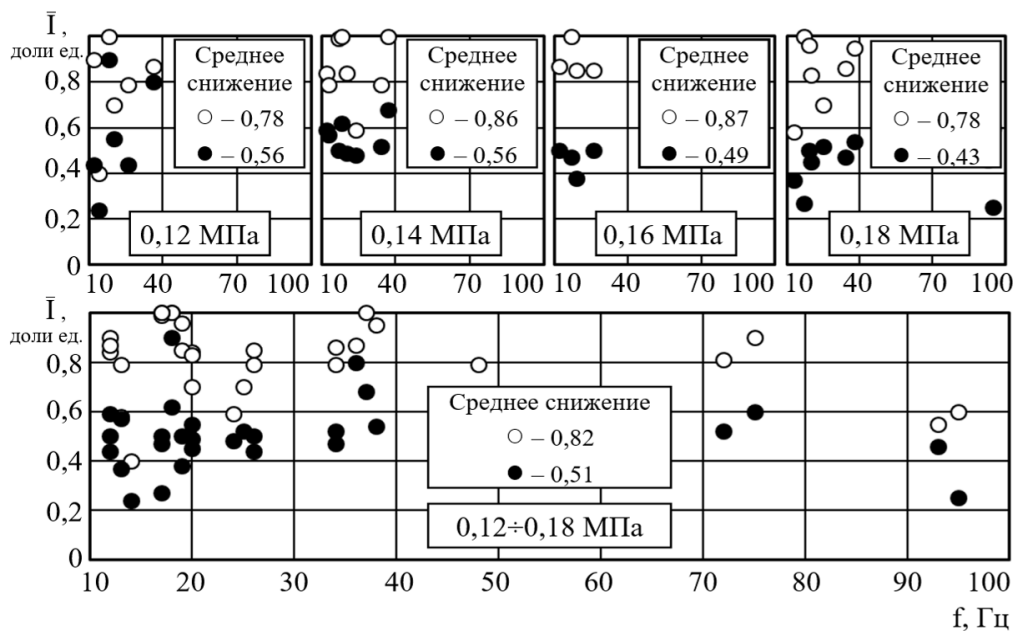 Ī,
доли ед.
0,8
0,6
0,4
0,2
0
Среднее
снижение
– 0,78
– 0,56
0,12 МПа
10 40 70 100
Среднее
снижение
– 0,86
– 0,56
0,14 МПа
10 40 70 100
Среднее
снижение
– 0,87
– 0,49
0,16 МПа
10 40 70 100
Среднее
снижение
– 0,78
– 0,43
0,18 МПа
10 40 70 100
Ī,
доли ед.
0,8
0,6
0,4
0,2
0
Среднее снижение
– 0,82
– 0,51
0,12÷0,18 МПа
10 20 30 40 50 60 70 80 90 100
f, Гц